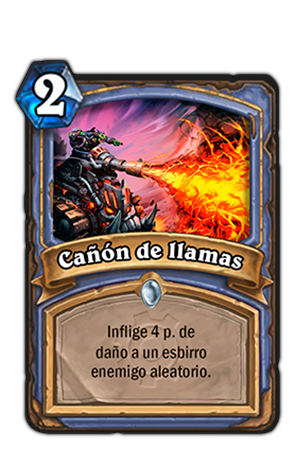 2
Cañón de llamas
Inflige 4 p. de
daño a un esbirro
enemigo aleatorio.